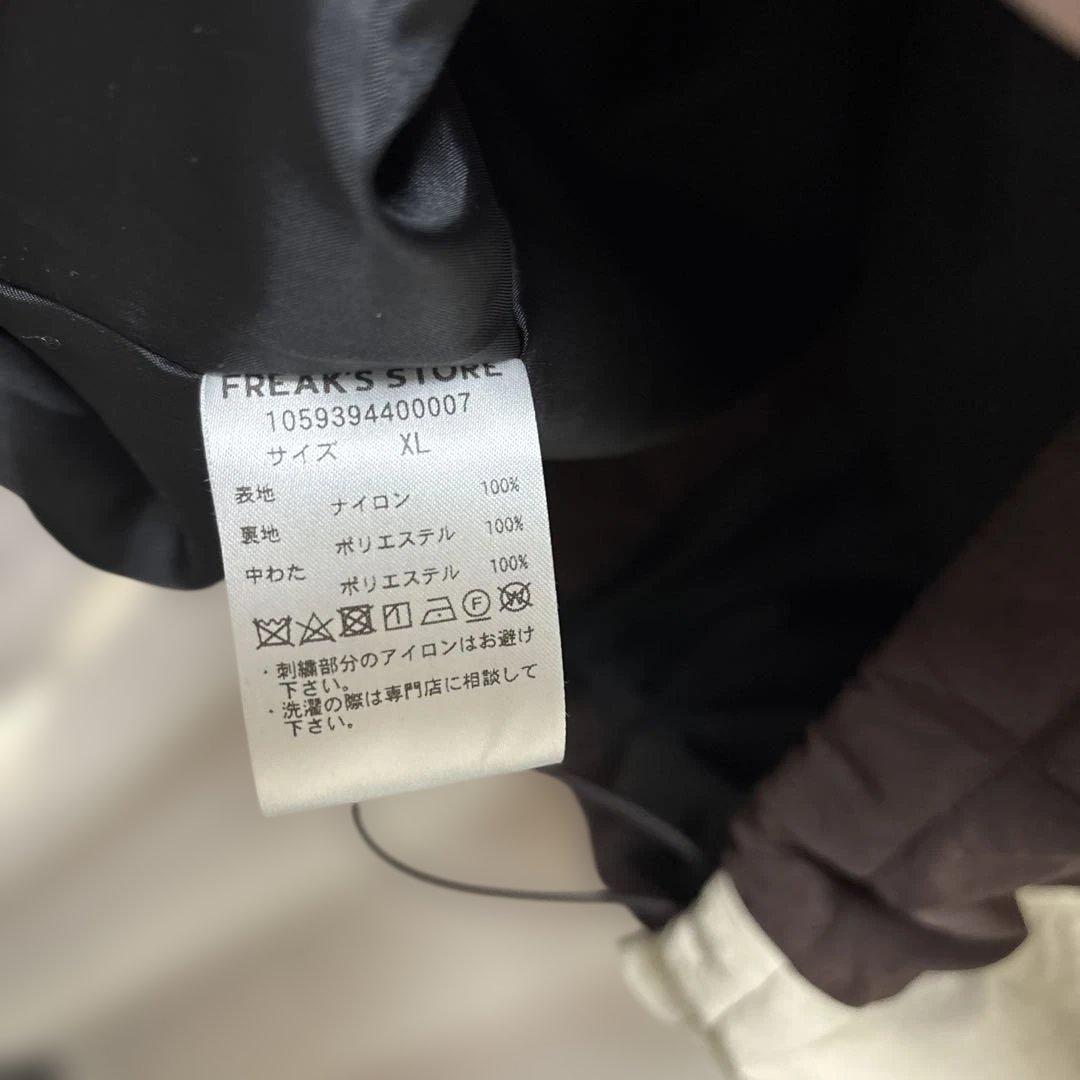 FREAK'S STORE
1059394400007
サイズ XL
表地 ナイロン 100%
裏地 ポリエステル 100%
中わた ポリエステル 100%
F W
・刺繍部分のアイロンはお避け
下さい。
・洗濯の際は専門店に相談して
下さい。